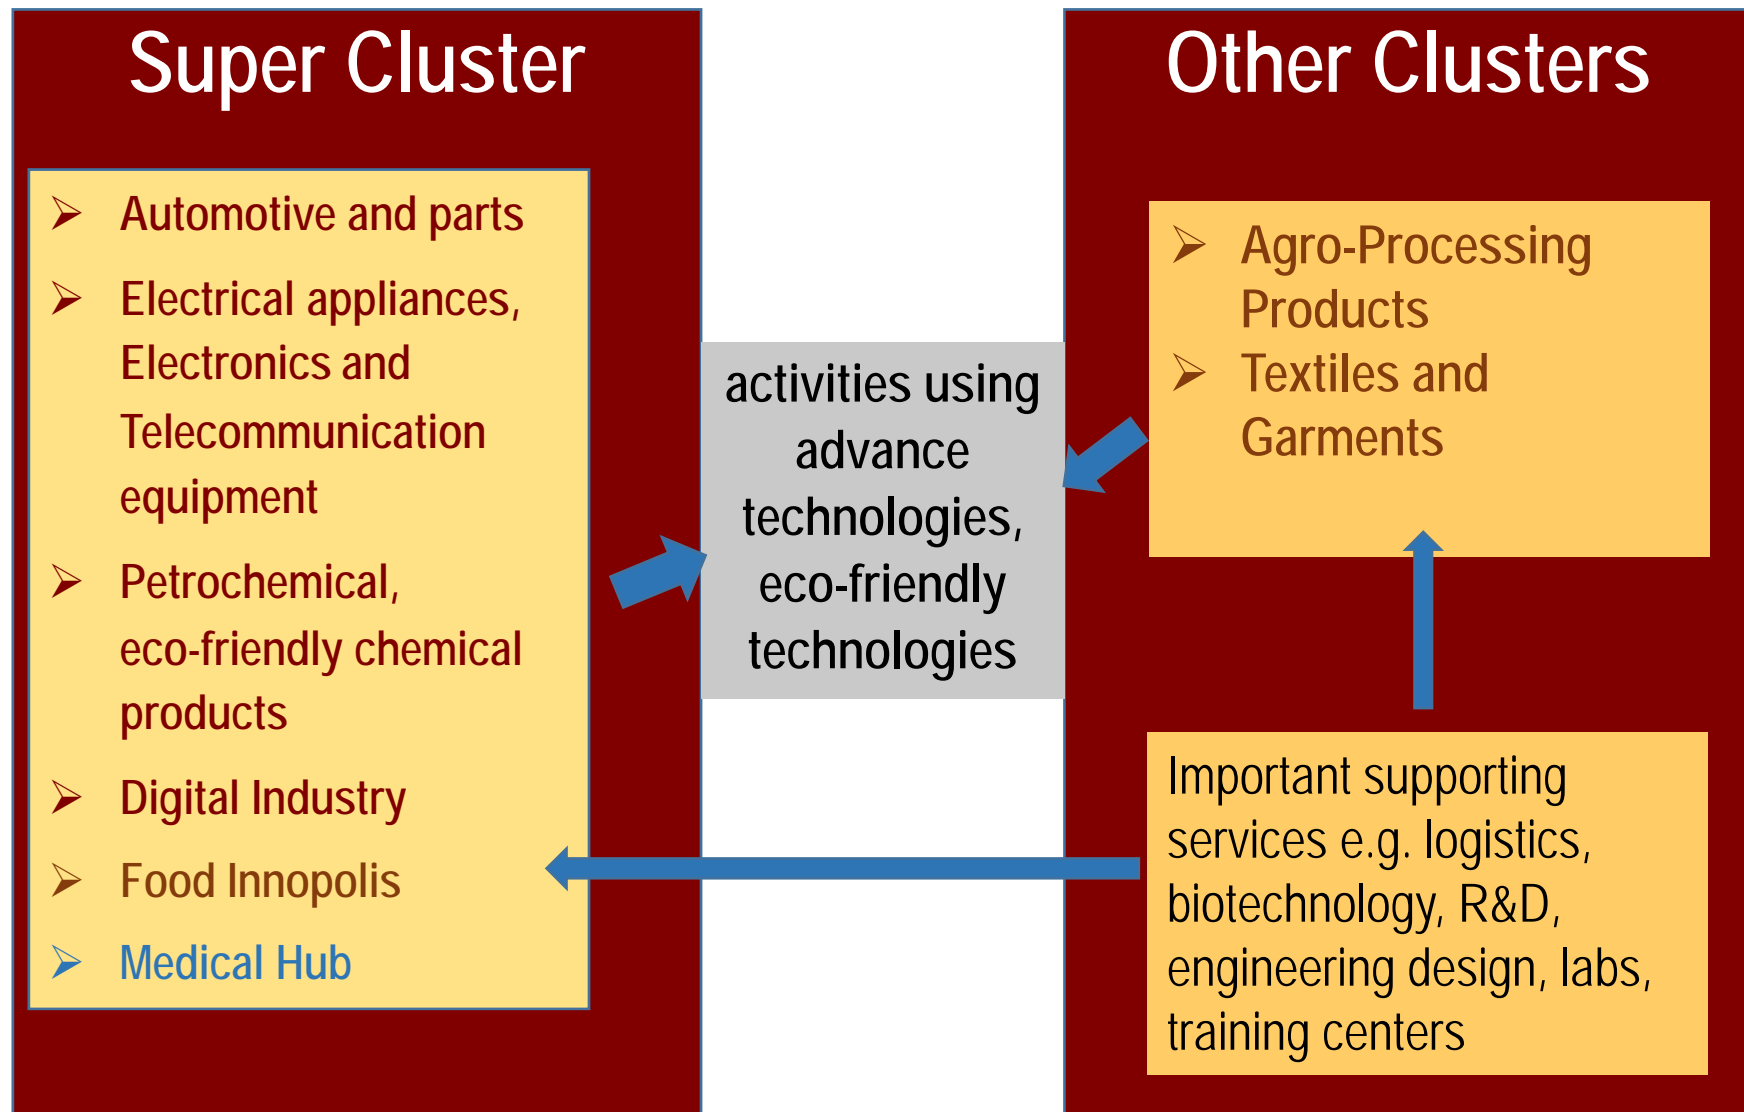 Super Cluster
Automotive and parts
Electrical appliances,
Electronics and
Telecommunication
equipment
Petrochemical,
eco-friendly chemical
products
Digital Industry
Food Innopolis
Medical Hub
activities using
advance
technologies,
eco-friendly
technologies
Other Clusters
Agro-Processing
Products
Textiles and
Garments
Important supporting
services e.g. logistics,
biotechnology, R&D,
engineering design, labs,
training centers